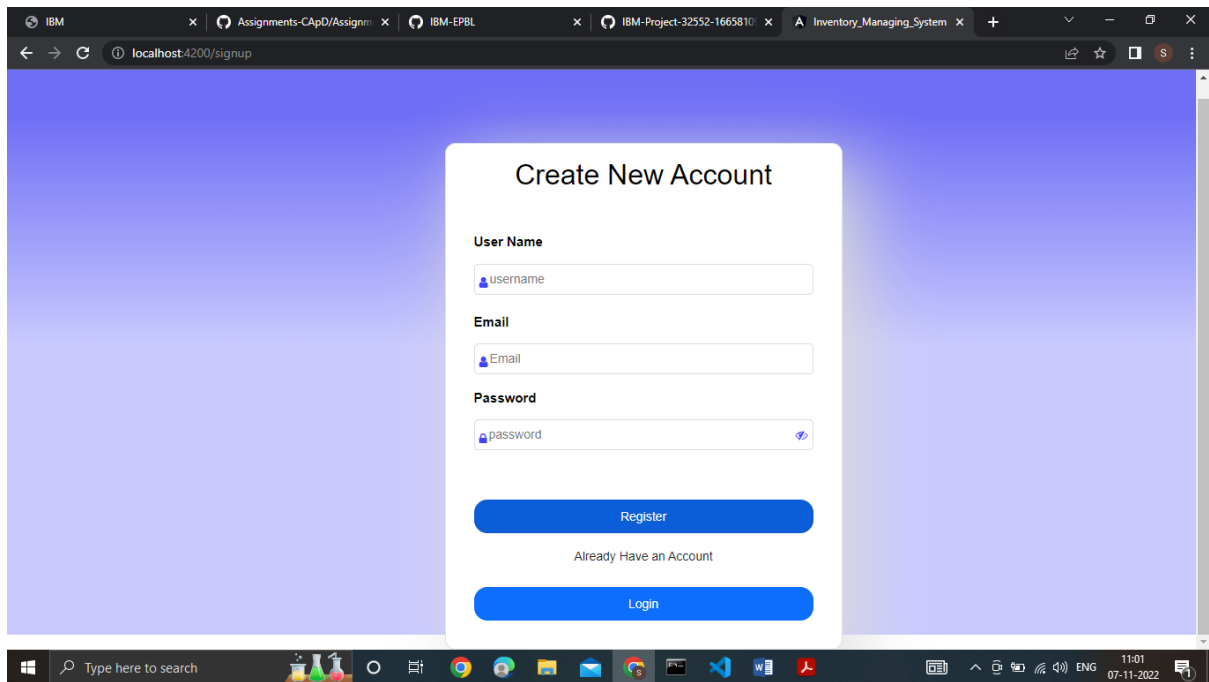 IBM
Assignments-CApD/Assignm
IBM-EPBL
IBM-Project-32552-1665810
Inventory_Managing_System
localhost:4200/signup
S
Create New Account
User Name
username
Email
Email
Password
password
Register
Already Have an Account
Login
Type here to search
ENG
11:01
07-11-2022
1